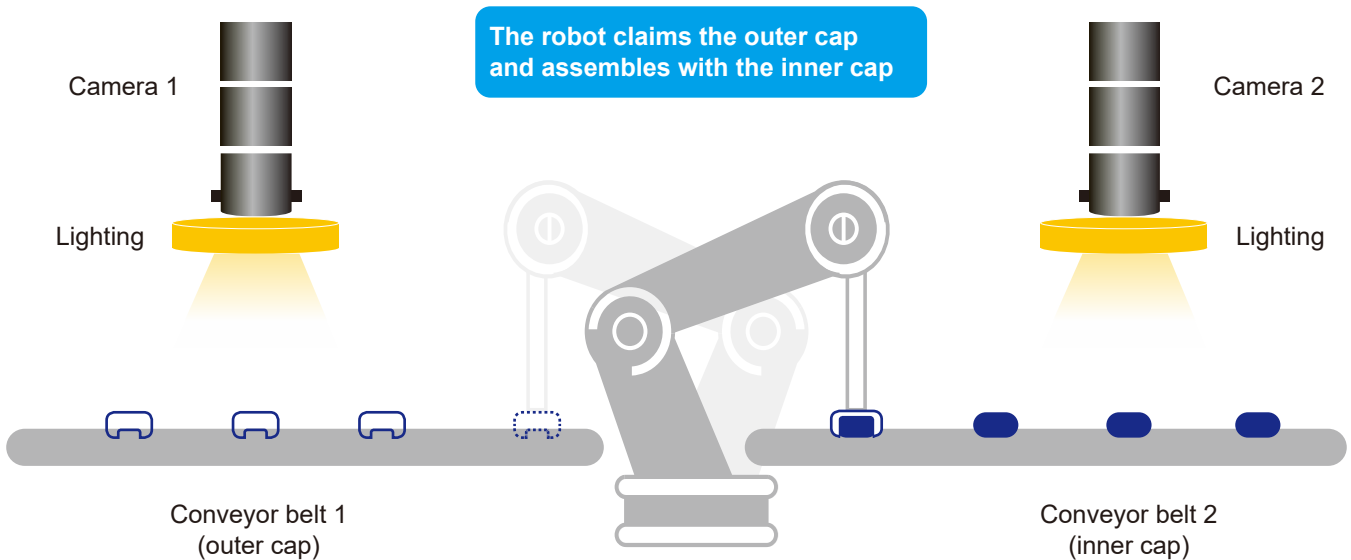 The robot claims the outer cap
and assembles with the inner cap
Camera 1
Camera 2
Lighting
Lighting
Conveyor belt 1
(outer cap)
Conveyor belt 2
(inner cap)